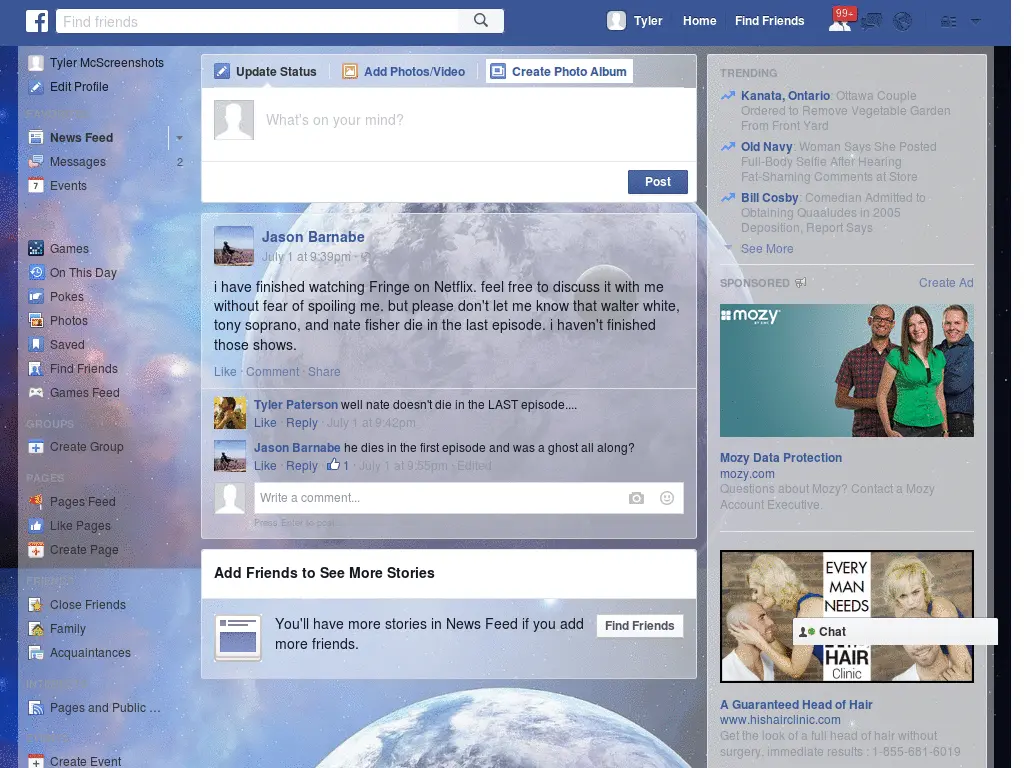 Find friends
Tyler
Home
Find Friends
99+
Tyler McScreenshots
Edit Profile
News Feed
Messages
2
Events
Games
On This Day
Pokes
Photos
Saved
Find Friends
Games Feed
GROUPS
Create Group
PAGES
Pages Feed
Like Pages
Create Page
FRIENDS
Close Friends
Family
Acquaintances
Pages and Public ...
Create Event
Update Status
Add Photos/Video
Create Photo Album
What's on your mind?
Post
Jason Barnabe
July 1 at 9:39pm ·
i have finished watching Fringe on Netflix. feel free to discuss it with me
without fear of spoiling me. but please don't let me know that walter white,
tony soprano, and nate fisher die in the last episode. i haven't finished
those shows.
Like · Comment · Share
Tyler Paterson well nate doesn't die in the LAST episode....
Like · Reply · July 1 at 9:42pm
Jason Barnabe he dies in the first episode and was a ghost all along?
Like · Reply · 1 · July 1 at 9:55pm · Edited
Write a comment...
Press Enter to post.
Add Friends to See More Stories
You'll have more stories in News Feed if you add
more friends.
Find Friends
TRENDING
Kanata, Ontario: Ottawa Couple
Ordered to Remove Vegetable Garden
From Front Yard
Old Navy: Woman Says She Posted
Full-Body Selfie After Hearing
Fat-Shaming Comments at Store
Bill Cosby: Comedian Admitted to
Obtaining Quaaludes in 2005
Deposition, Report Says
See More
SPONSORED
Create Ad
mozy
Mozy Data Protection
mozy.com
Questions about Mozy? Contact a Mozy
Account Executive.
EVERY
MAN
NEEDS
Chat
HAIR
Clinic
A Guaranteed Head of Hair
www.hishairclinic.com
Get the look of a full head of hair without
surgery, immediate results : 1-855-681-6019